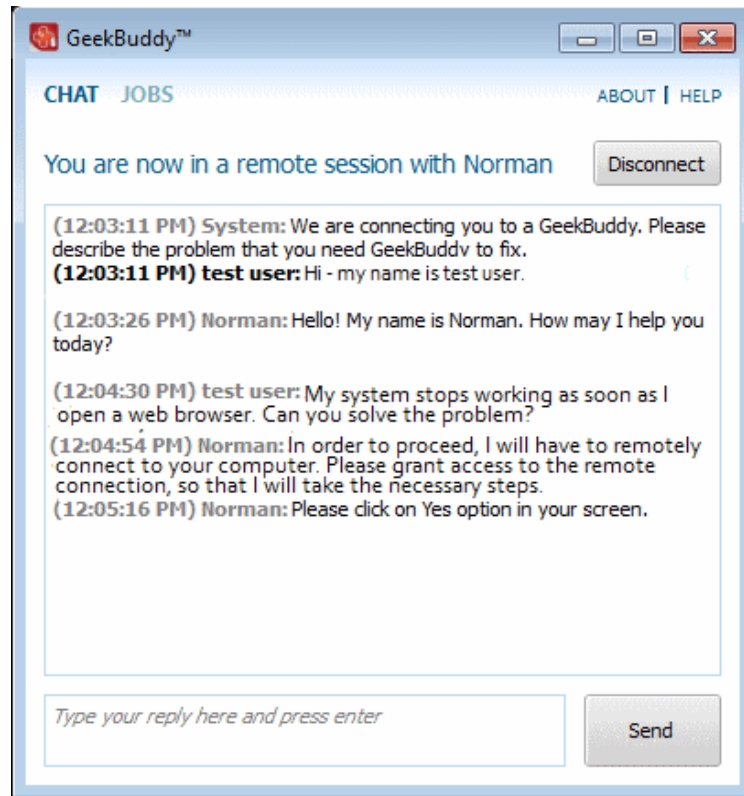 GeekBuddy™
CHAT JOBS
ABOUT | HELP
You are now in a remote session with Norman
Disconnect
(12:03:11 PM) System: We are connecting you to a GeekBuddy. Please
describe the problem that you need GeekBuddy to fix.
(12:03:11 PM) test user: Hi - my name is test user.
(12:03:26 PM) Norman: Hello! My name is Norman. How may I help you
today?
(12:04:30 PM) test user: My system stops working as soon as I
open a web browser. Can you solve the problem?
(12:04:54 PM) Norman: In order to proceed, I will have to remotely
connect to your computer. Please grant access to the remote
connection, so that I will take the necessary steps.
(12:05:16 PM) Norman: Please click on Yes option in your screen.
Type your reply here and press enter
Send